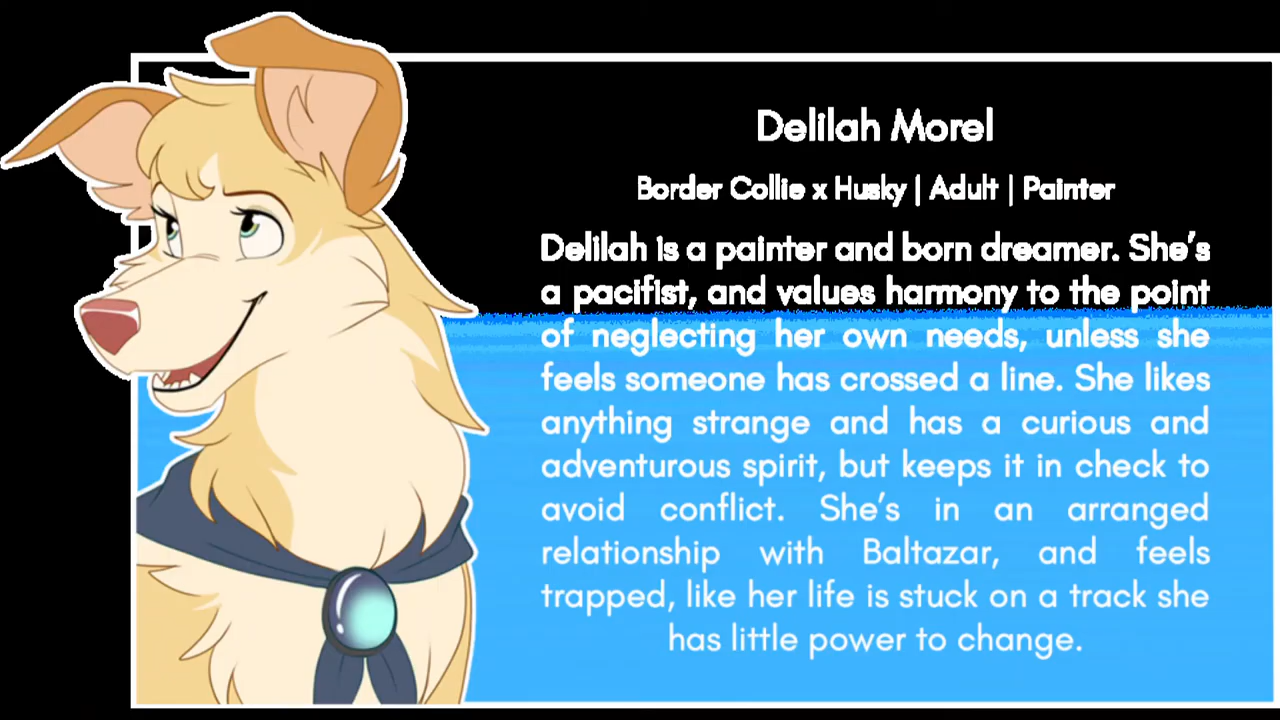 Delilah Morel
Border Collie x Husky | Adult | Painter
Delilah is a painter and born dreamer. She's
a pacifist, and values harmony to the point
of neglecting her own needs, unless she
feels someone has crossed a line. She likes
anything strange and has a curious and
adventurous spirit, but keeps it in check to
avoid conflict. She's in an arranged
relationship with Baltazar, and feels
trapped, like her life is stuck on a track she
has little power to change.